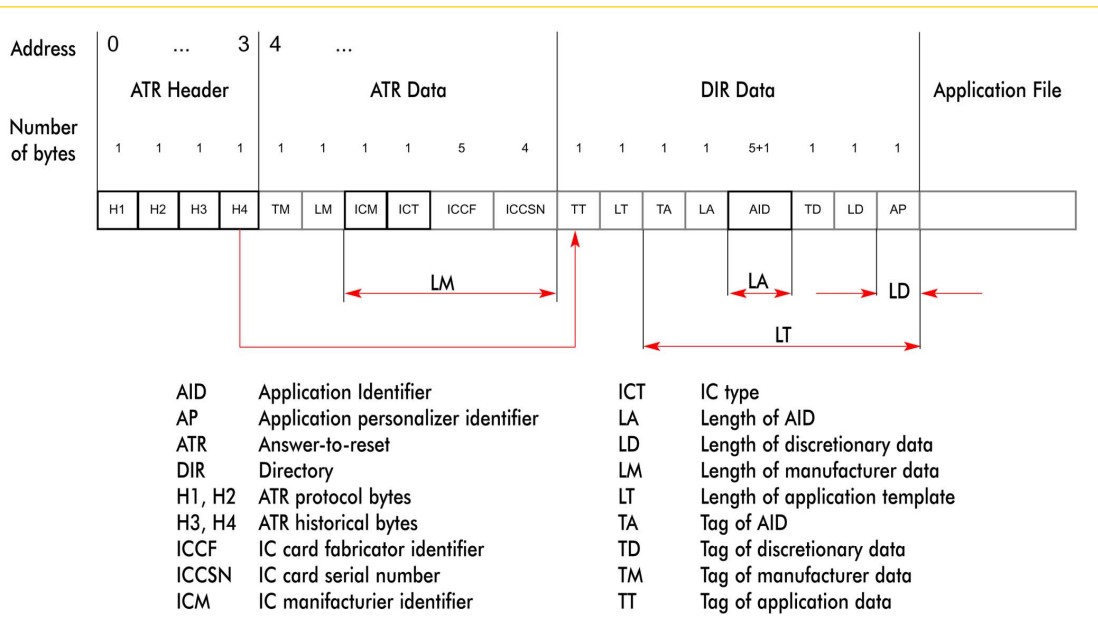 Address 0 ... 3 4 ...
ATR Header ATR Data DIR Data Application File
Number
of bytes 1 1 1 1 1 1 1 1 5 4 1 1 1 1 5+1 1 1 1
H1 H2 H3 H4 TM LM ICM ICT ICCF ICCSN TT LT TA LA AID TD LD AP
LM LA LD
LT
AID Application Identifier ICT IC type
AP Application personalizer identifier LA Length of AID
ATR Answer-to-reset LD Length of discretionary data
DIR Directory LM Length of manufacturer data
H1, H2 ATR protocol bytes LT Length of application template
H3, H4 ATR historical bytes TA Tag of AID
ICCF IC card fabricator identifier TD Tag of discretionary data
ICCSN IC card serial number TM Tag of manufacturer data
ICM IC manifacturier identifier TT Tag of application data